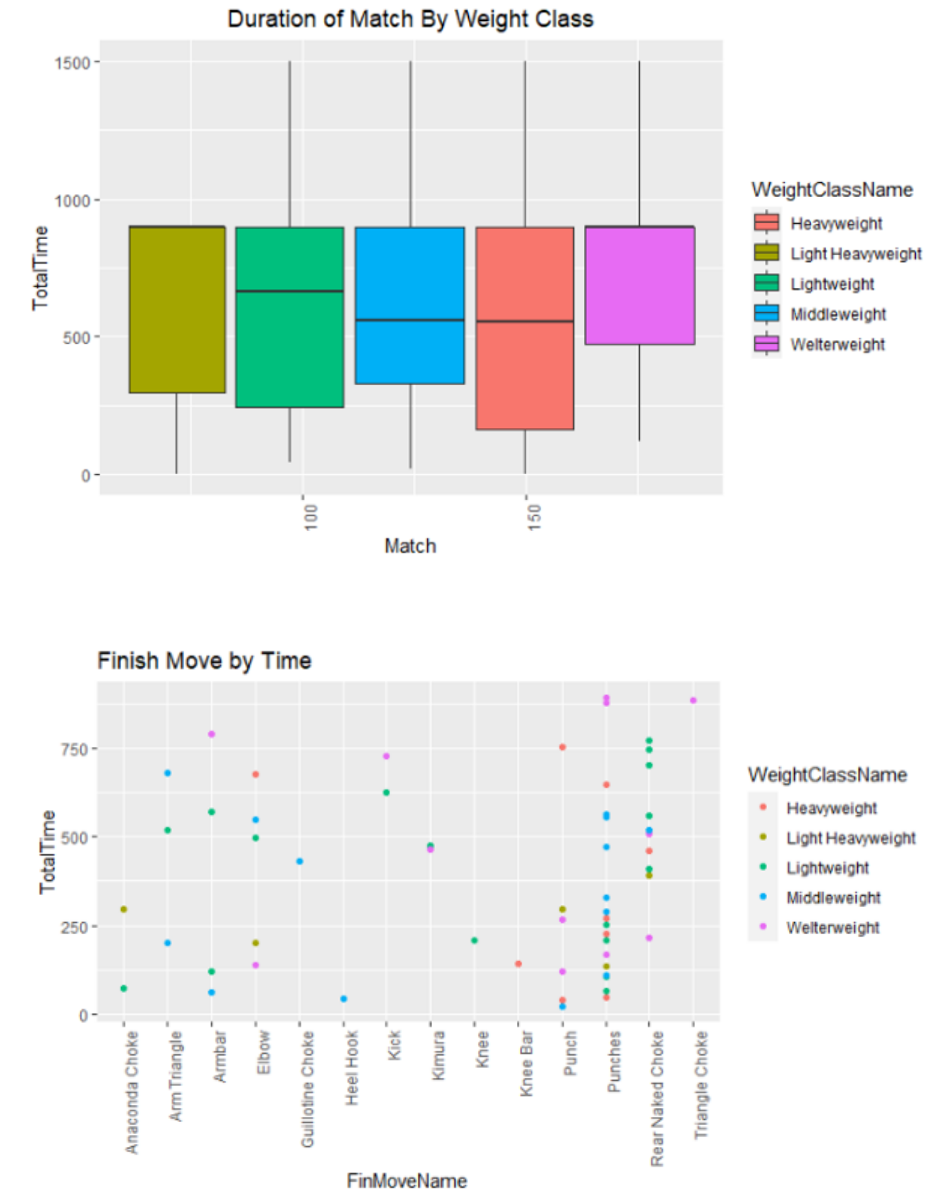 Duration of Match By Weight Class
1500
1000
500
0
TotalTime
100
150
Match
WeightClassName
Heavyweight
Light Heavyweight
Lightweight
Middleweight
Welterweight
Finish Move by Time
750
500
250
0
TotalTime
Anaconda Choke
Arm Triangle
Armbar
Elbow
Guillotine Choke
Heel Hook
Kick
Kimura
Knee
Knee Bar
Punch
Punches
Rear Naked Choke
Triangle Choke
FinMoveName
WeightClassName
Heavyweight
Light Heavyweight
Lightweight
Middleweight
Welterweight